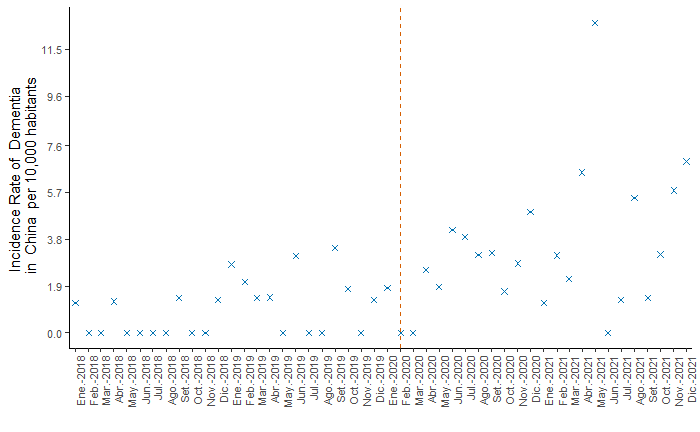 Incidence Rate of Dementia
in China per 10,000 habitants
11.5
9.6
7.6
5.7
3.8
1.9
0.0
Ene.-2018
Feb.-2018
Mar.-2018
Abr.-2018
May.-2018
Jun.-2018
Jul.-2018
Ago.-2018
Set.-2018
Oct.-2018
Nov.-2018
Dic.-2018
Ene.-2019
Feb.-2019
Mar.-2019
Abr.-2019
May.-2019
Jun.-2019
Jul.-2019
Ago.-2019
Set.-2019
Oct.-2019
Nov.-2019
Dic.-2019
Ene.-2020
Feb.-2020
Mar.-2020
Abr.-2020
May.-2020
Jun.-2020
Jul.-2020
Ago.-2020
Set.-2020
Oct.-2020
Nov.-2020
Dic.-2020
Ene.-2021
Feb.-2021
Mar.-2021
Abr.-2021
May.-2021
Jun.-2021
Jul.-2021
Ago.-2021
Set.-2021
Oct.-2021
Nov.-2021
Dic.-2021